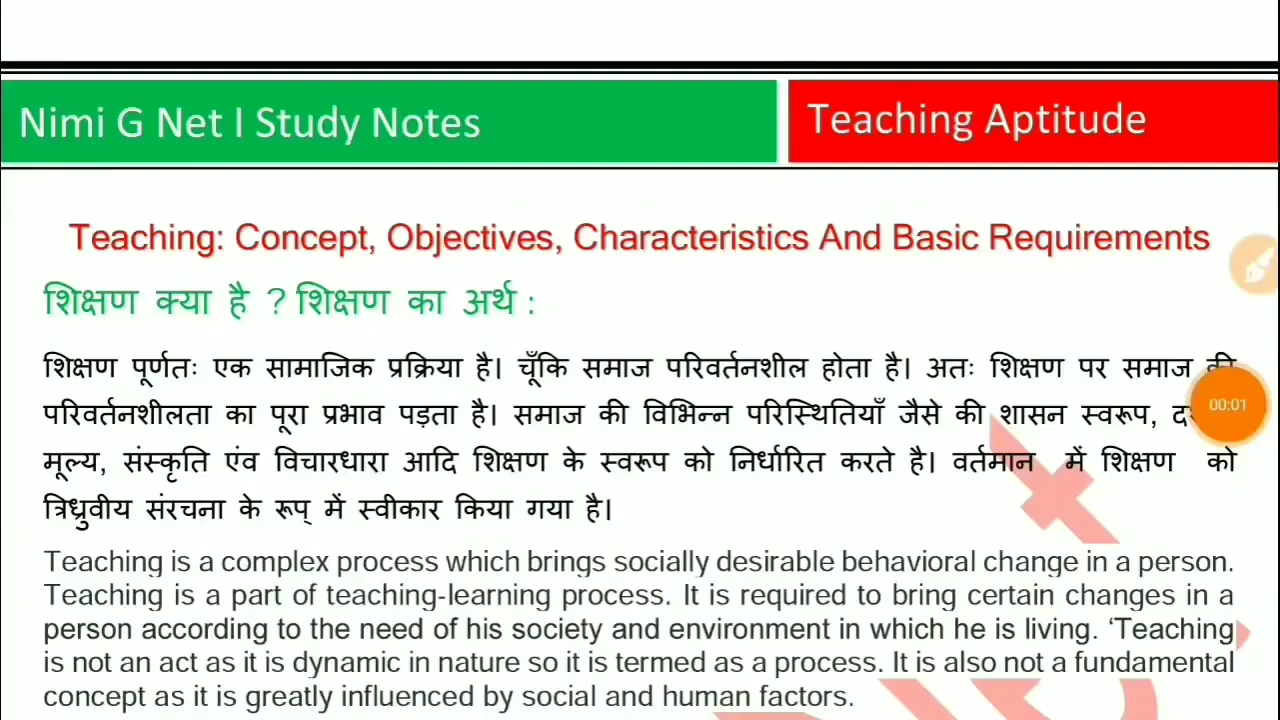 Nimi G Net I Study Notes
Teaching Aptitude
Teaching: Concept, Objectives, Characteristics And Basic Requirements
शिक्षण क्या है ? शिक्षण का अर्थ :
शिक्षण पूर्णतः एक सामाजिक प्रक्रिया है। चूँकि समाज परिवर्तनशील होता है। अतः शिक्षण पर समाज की
परिवर्तनशीलता का पूरा प्रभाव पड़ता है। समाज की विभिन्न परिस्थितियाँ जैसे की शासन स्वरूप,
00:01
मूल्य, संस्कृति एंव विचारधारा आदि शिक्षण के स्वरूप को निर्धारित करते है। वर्तमान में शिक्षण को
त्रिध्रुवीय संरचना के रूप् में स्वीकार किया गया है।
Teaching is a complex process which brings socially desirable behavioral change in a person.
Teaching is a part of teaching-learning process. It is required to bring certain changes in a
person according to the need of his society and environment in which he is living. ‘Teaching
is not an act as it is dynamic in nature so it is termed as a process. It is also not a fundamental
concept as it is greatly influenced by social and human factors.